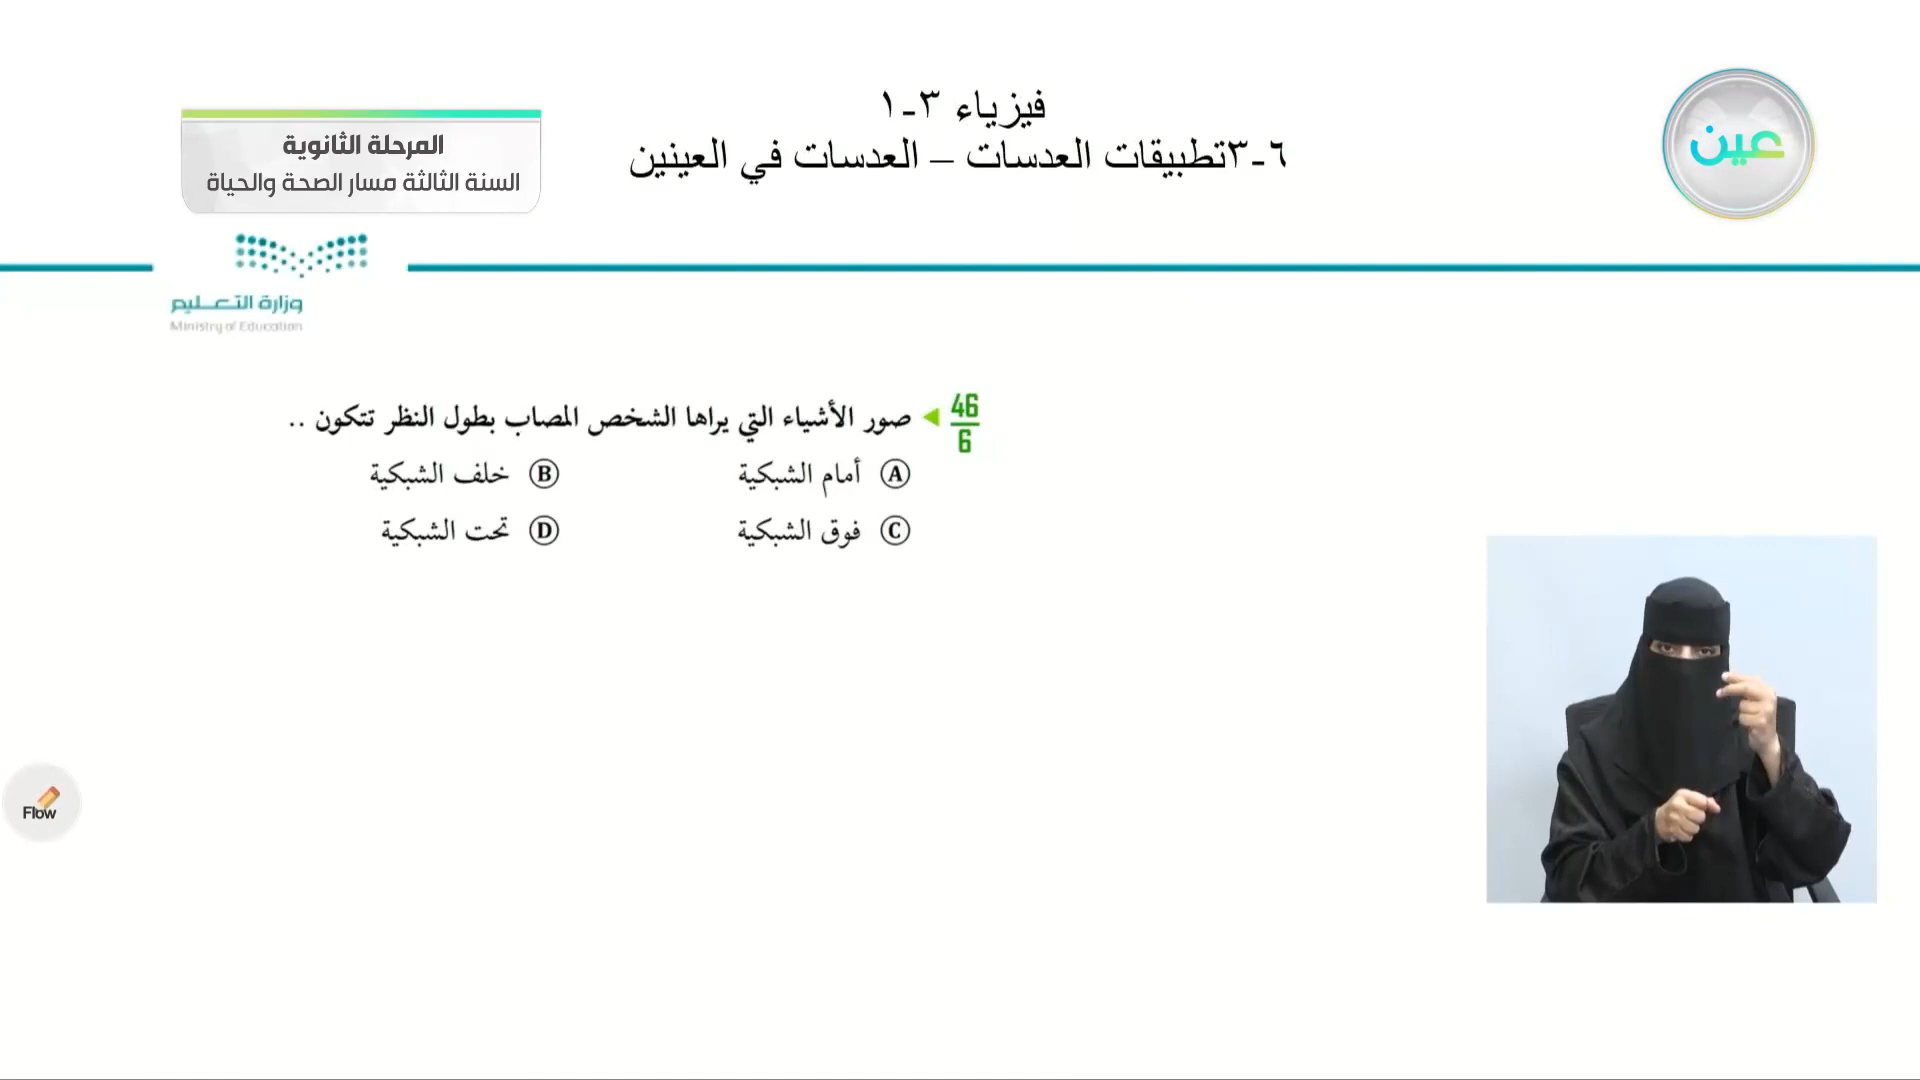 فيزياء ٣-١
٦-٣تطبيقات العدسات – العدسات في العينين
المرحلة الثانوية
السنة الثالثة مسار الصحة والحياة
عين
وزارة التعـــليم
Ministry of Education
46
6
صور الأشياء التي يراها الشخص المصاب بطول النظر تتكون ..
A أمام الشبكية
B خلف الشبكية
C فوق الشبكية
D تحت الشبكية
Flow